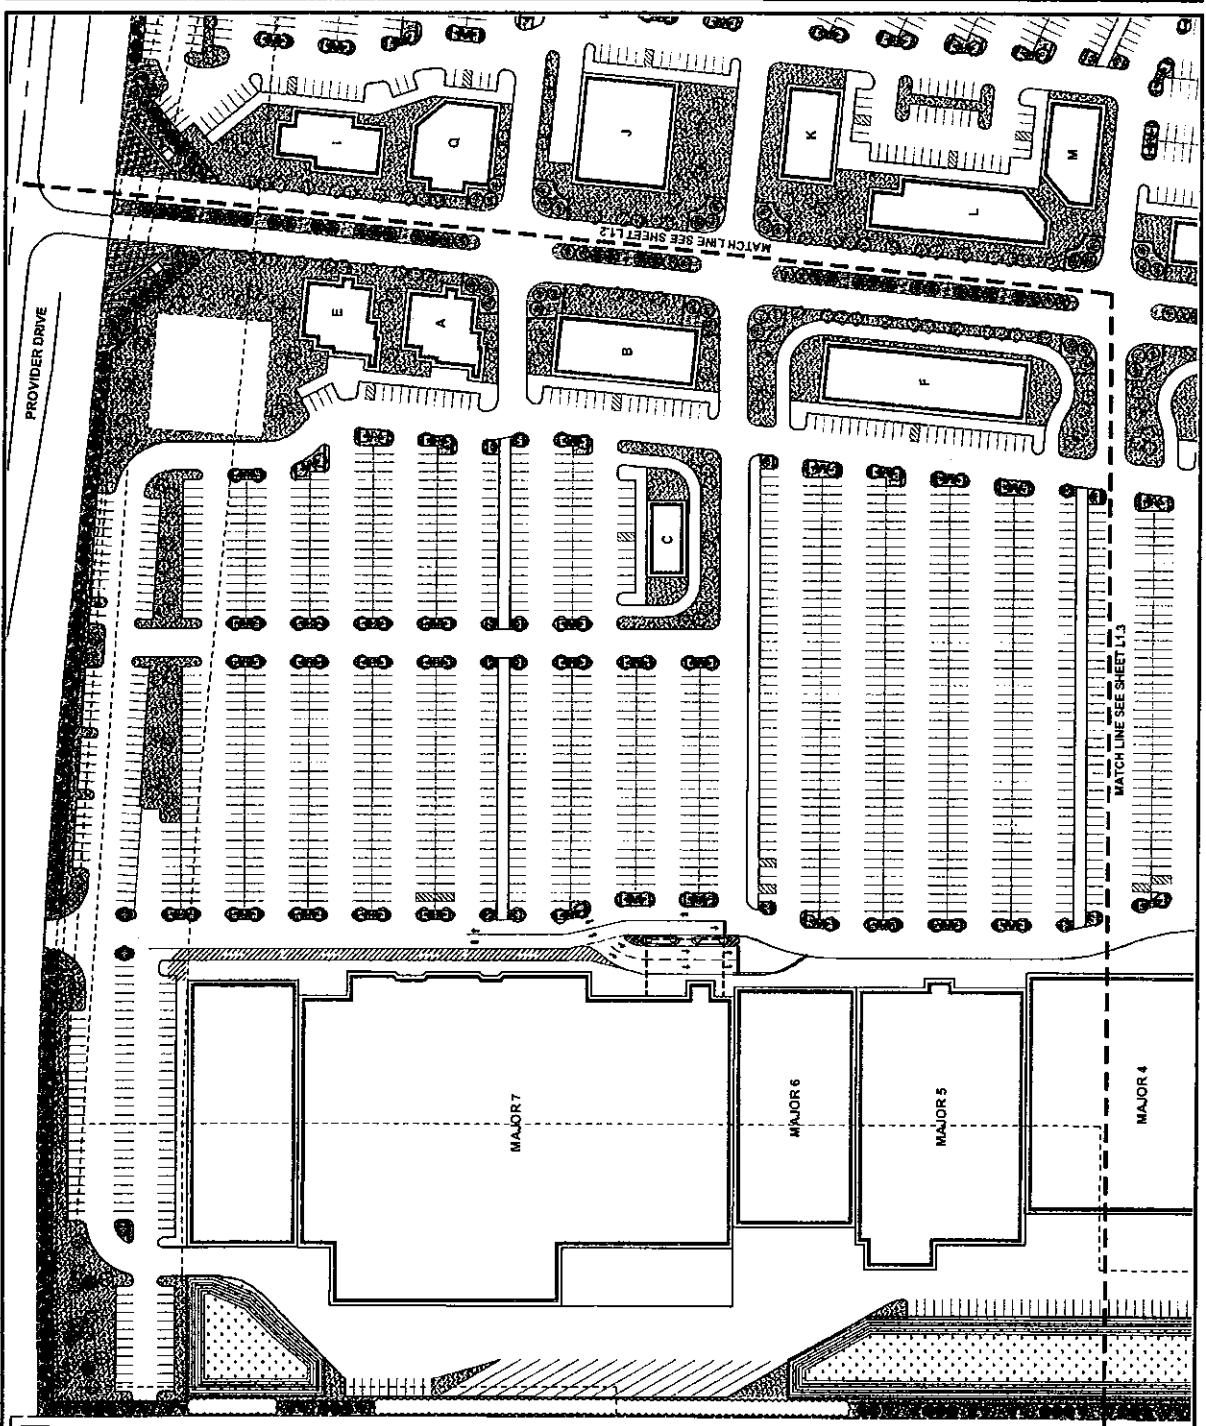 I
Q
J
K
M
L
MATCH LINE SEE SHEET L1.2
PROVIDER DRIVE
E
A
B
F
C
MATCH LINE SEE SHEET L1.3
MAJOR 7
MAJOR 6
MAJOR 5
MAJOR 4